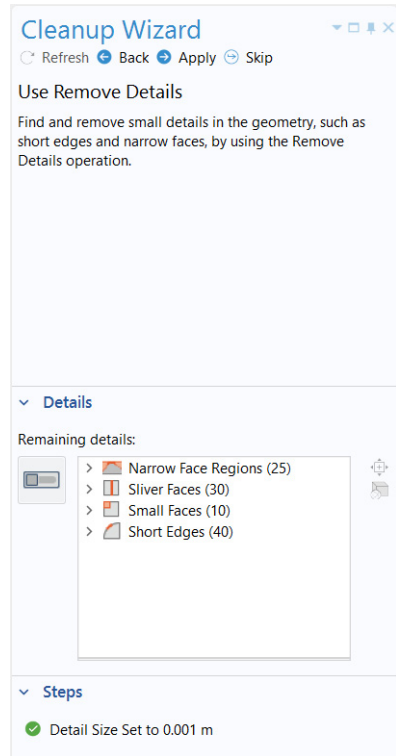 Cleanup Wizard
Refresh Back Apply Skip
Use Remove Details
Find and remove small details in the geometry, such as
short edges and narrow faces, by using the Remove
Details operation.
Details
Remaining details:
Narrow Face Regions (25)
Sliver Faces (30)
Small Faces (10)
Short Edges (40)
Steps
Detail Size Set to 0.001 m